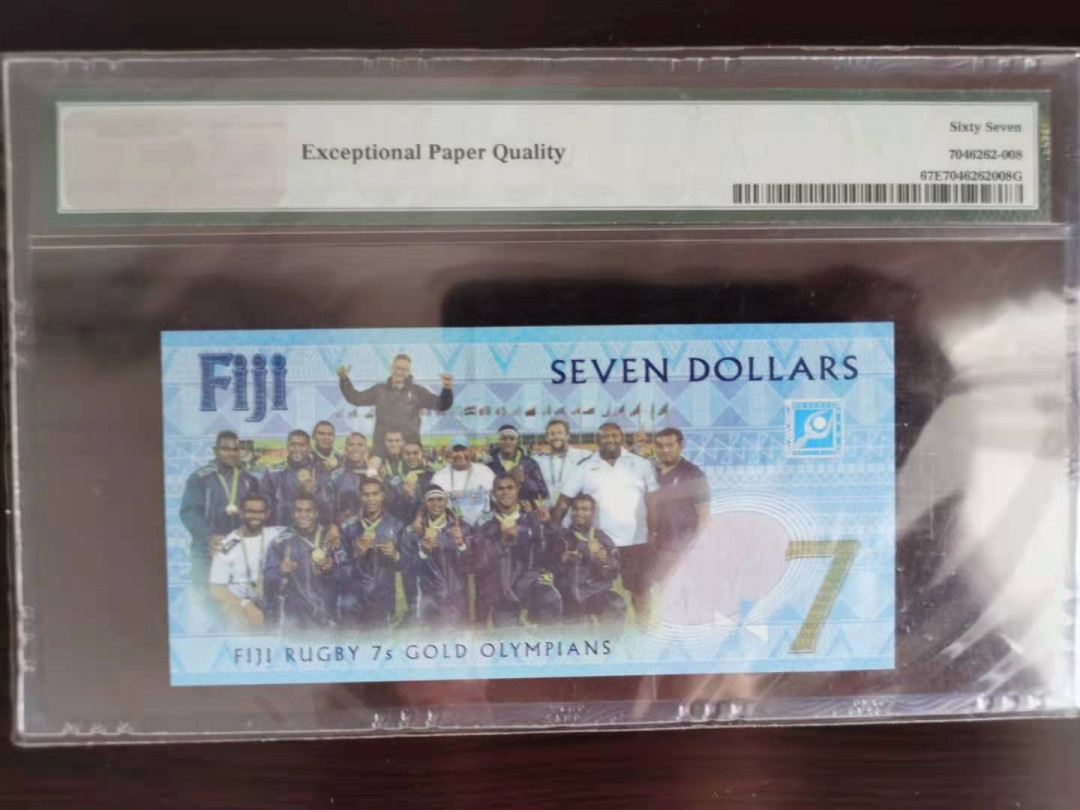 Exceptional Paper Quality
Sixty Seven
7046262-008
67E7046262008G
Fiji
SEVEN DOLLARS
7
FIJI RUGBY 7s GOLD OLYMPIANS